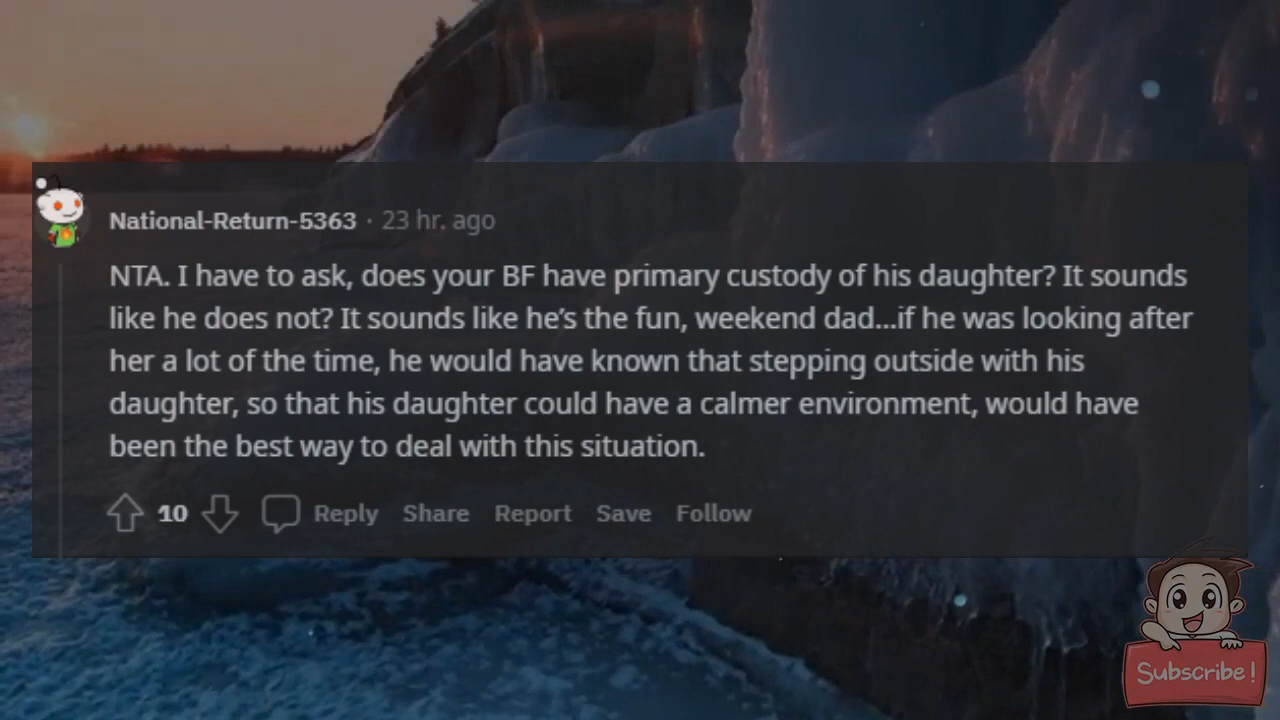 National-Return-5363 · 23 hr. ago
NTA. I have to ask, does your BF have primary custody of his daughter? It sounds
like he does not? It sounds like he’s the fun, weekend dad...if he was looking after
her a lot of the time, he would have known that stepping outside with his
daughter, so that his daughter could have a calmer environment, would have
been the best way to deal with this situation.
10 Reply Share Report Save Follow
Subscribe!